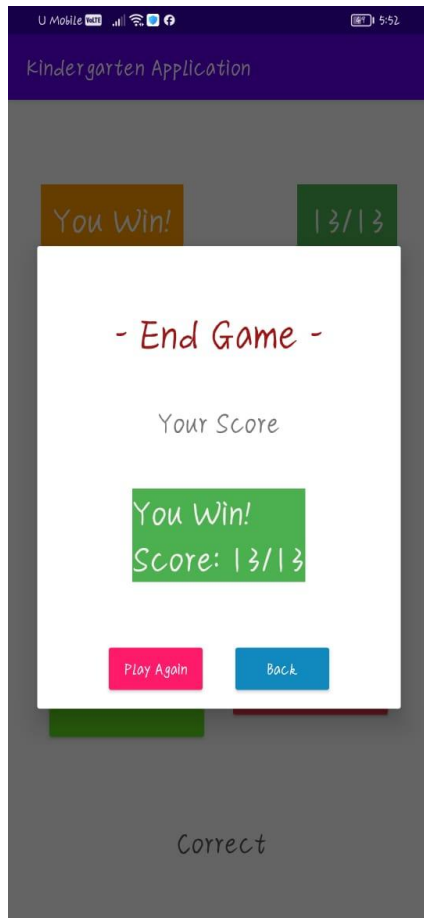 U Mobile VoLTE 5:52
Kindergarten Application
You Win! 13/13
- End Game -
Your Score
You Win!
Score: 13/13
Play Again Back
Correct